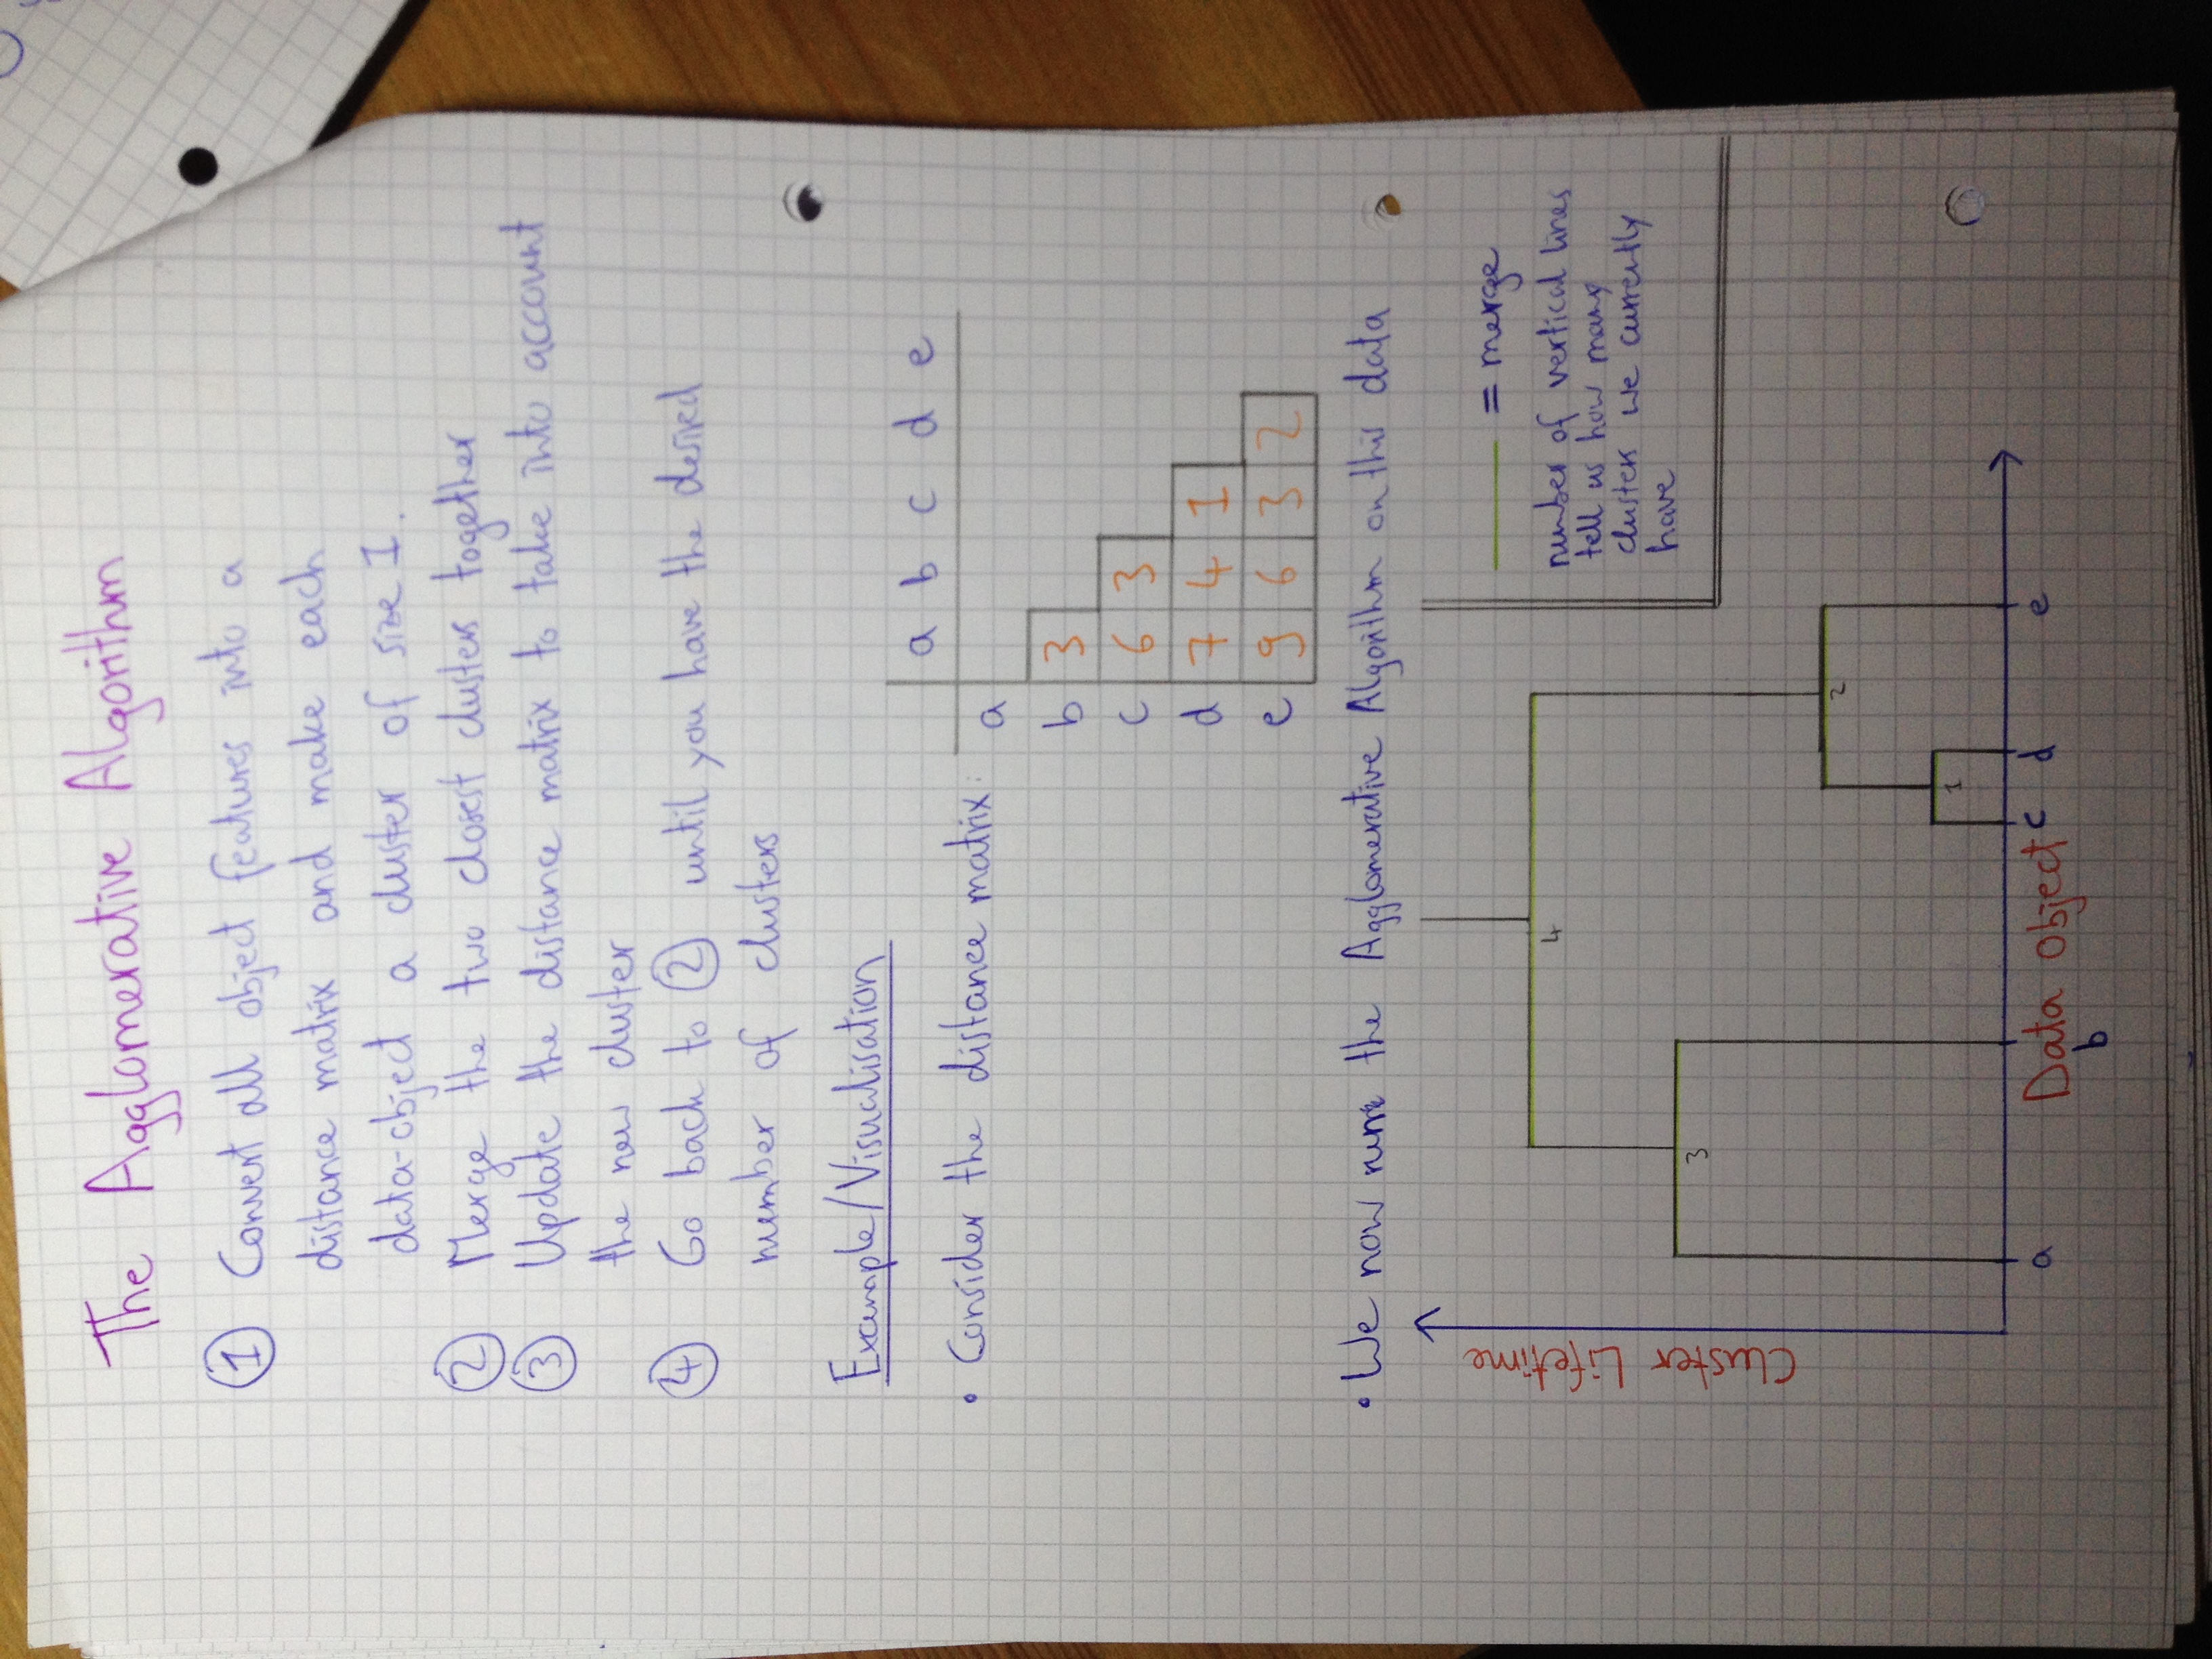 The Agglomerative Algorithm
① Convert all object features into a
distance matrix and make each
data-object a cluster of size 1.
② Merge the two closest clusters together
③ Update the distance matrix to take into account
the new cluster
④ Go back to ② until you have the desired
number of clusters
Example/Visualisation
• Consider the distance matrix:
a b c d e
a
b 3
c 6 3
d 7 4 1
e 9 6 3 2
• We now run the Agglomerative Algorithm on this data
Cluster Lifetime
= merge
number of vertical lines
tell us how many
clusters we currently
have
4
3
2
1
a c d e
Data Object
b